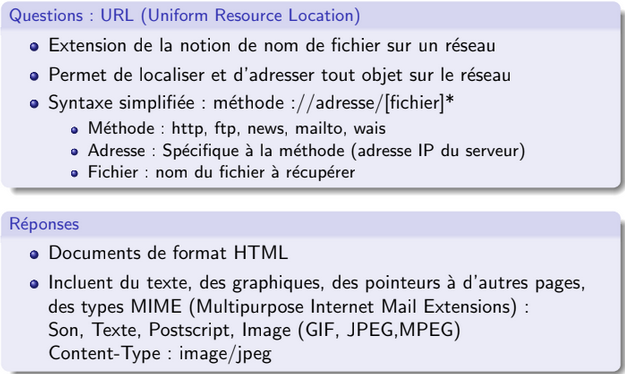 Questions : URL (Uniform Resource Location)
Extension de la notion de nom de fichier sur un réseau
Permet de localiser et d'adresser tout objet sur le réseau
Syntaxe simplifiée : méthode ://adresse/[fichier]*
Méthode : http, ftp, news, mailto, wais
Adresse : Spécifique à la méthode (adresse IP du serveur)
Fichier : nom du fichier à récupérer
Réponses
Documents de format HTML
Incluent du texte, des graphiques, des pointeurs à d'autres pages,
des types MIME (Multipurpose Internet Mail Extensions) :
Son, Texte, Postscript, Image (GIF, JPEG,MPEG)
Content-Type : image/jpeg